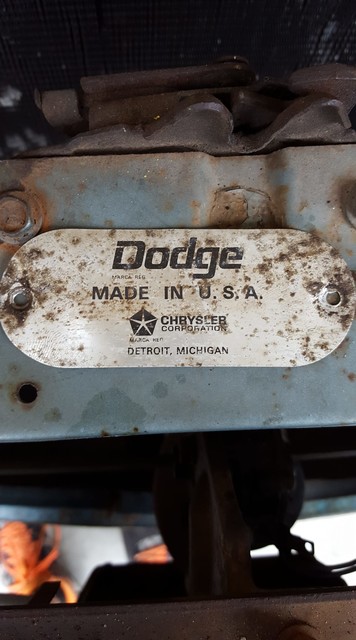 Dodge
MARCA REG.
MADE IN U.S.A.
CHRYSLER
CORPORATION
MARCA REG.
DETROIT, MICHIGAN